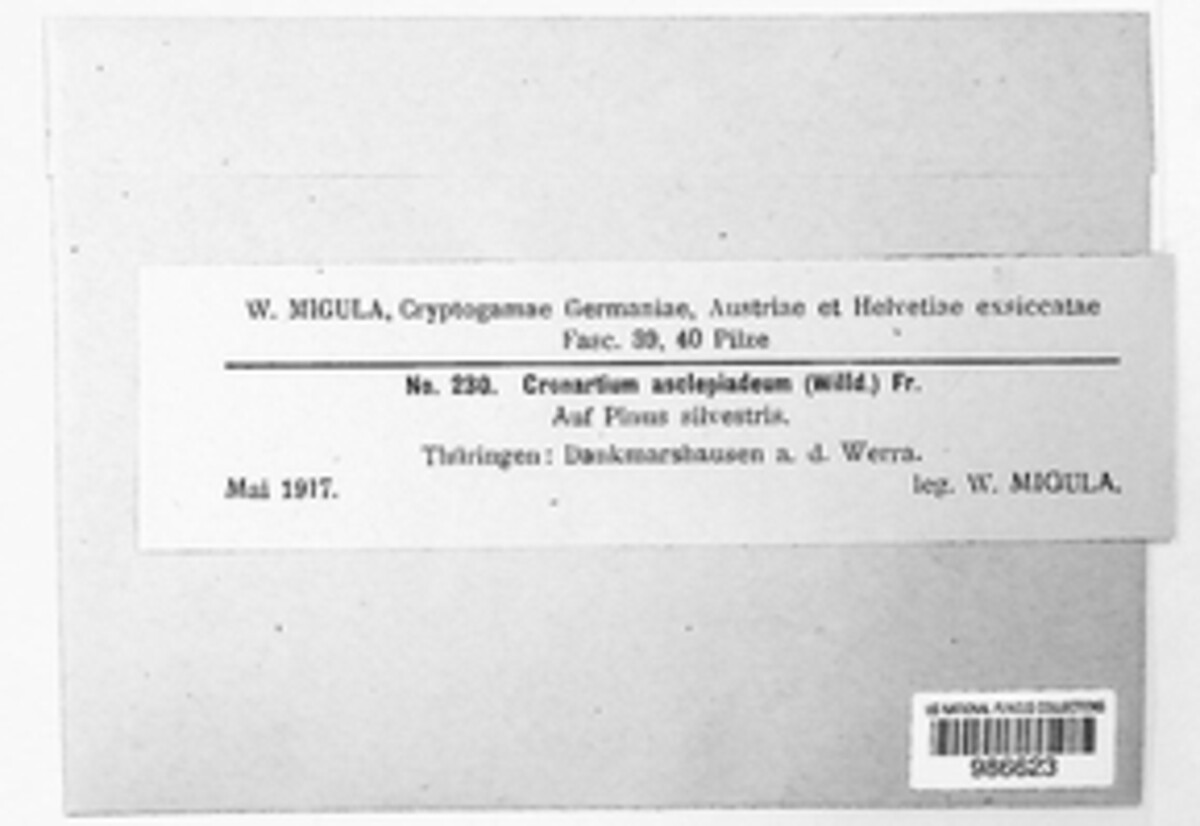 W. MIGULA, Cryptogamae Germaniae, Austriae et Helvetiae exsiccatae
Fasc. 39, 40 Pilze
No. 230. Cronartium asclepiadeum (Willd.) Fr.
Auf Pinus silvestris.
Thüringen: Dankmarshausen a. d. Werra.
Mai 1917.
leg. W. MIGULA.
US NATIONAL FUNGUS COLLECTIONS
986623